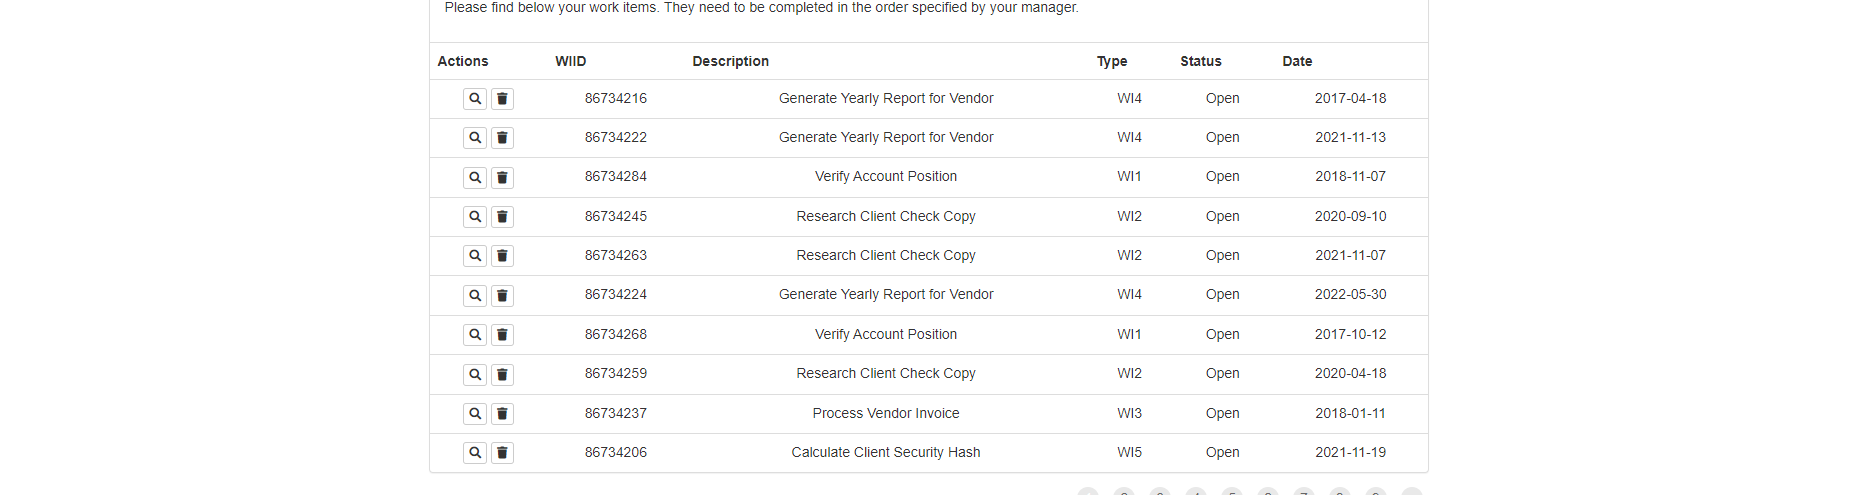 Please find below your work items. They need to be completed in the order specified by your manager.
Actions WIID Description Type Status Date
86734216 Generate Yearly Report for Vendor WI4 Open 2017-04-18
86734222 Generate Yearly Report for Vendor WI4 Open 2021-11-13
86734284 Verify Account Position WI1 Open 2018-11-07
86734245 Research Client Check Copy WI2 Open 2020-09-10
86734263 Research Client Check Copy WI2 Open 2021-11-07
86734224 Generate Yearly Report for Vendor WI4 Open 2022-05-30
86734268 Verify Account Position WI1 Open 2017-10-12
86734259 Research Client Check Copy WI2 Open 2020-04-18
86734237 Process Vendor Invoice WI3 Open 2018-01-11
86734206 Calculate Client Security Hash WI5 Open 2021-11-19